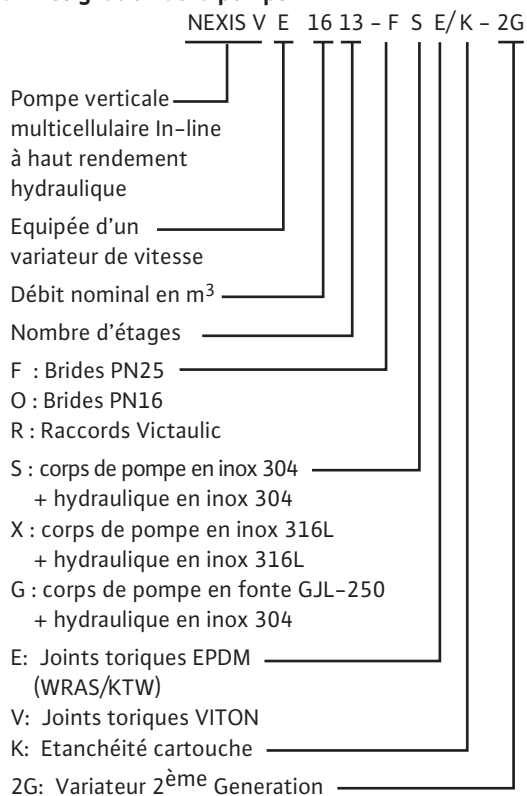 NEXIS V E 16 13 - F S E/ K - 2G
Pompe verticale
multicellulaire In-line
à haut rendement
hydraulique
Equipée d'un
variateur de vitesse
Débit nominal en m³
Nombre d'étages
F : Brides PN25
O : Brides PN16
R : Raccords Victaulic
S : corps de pompe en inox 304
+ hydraulique en inox 304
X : corps de pompe en inox 316L
+ hydraulique en inox 316L
G : corps de pompe en fonte GJL-250
+ hydraulique en inox 304
E: Joints toriques EPDM
(WRAS/KTW)
V: Joints toriques VITON
K: Etanchéité cartouche
2G: Variateur 2ème Generation